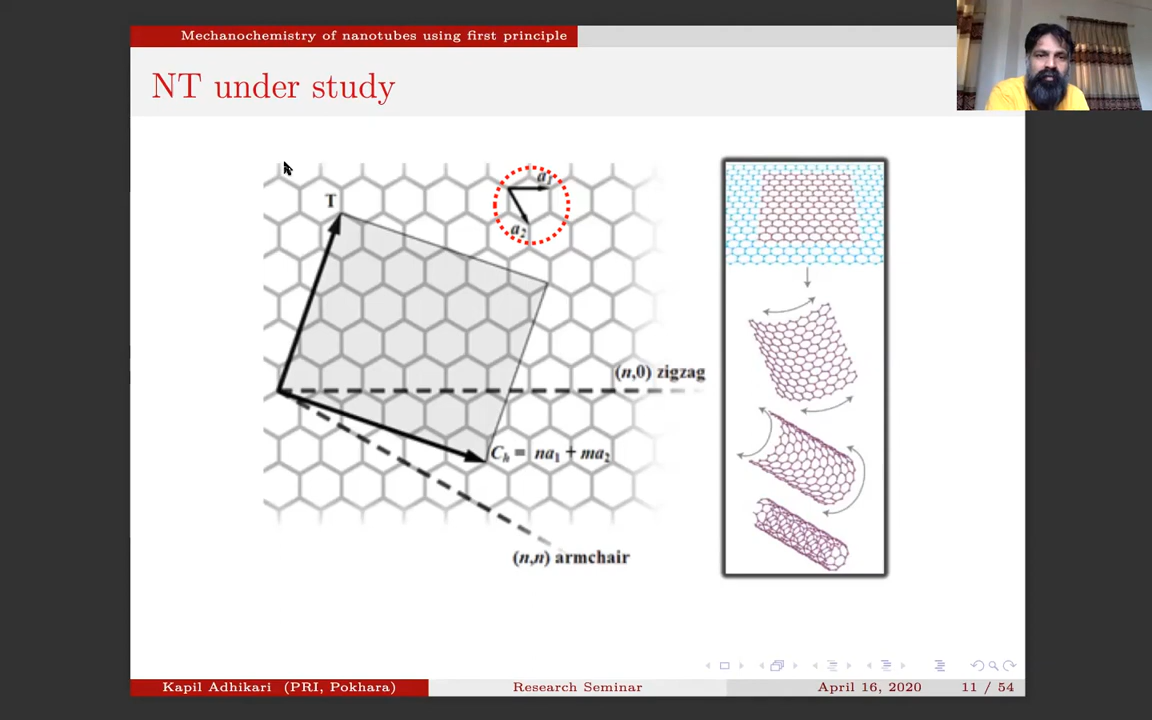 Mechanochemistry of nanotubes using first principle
NT under study
T
a₁
a₂
(n,0) zigzag
Cₕ = na₁ + ma₂
(n,n) armchair
Kapil Adhikari (PRI, Pokhara) Research Seminar April 16, 2020 11 / 54